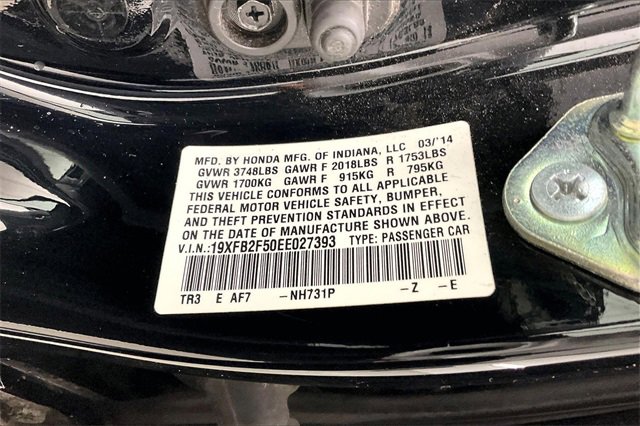 MFD. BY HONDA MFG. OF INDIANA, LLC 03/'14
GVWR 3748LBS GAWR F 2018LBS R 1753LBS
GVWR 1700KG GAWR F 915KG R 795KG
THIS VEHICLE CONFORMS TO ALL APPLICABLE
FEDERAL MOTOR VEHICLE SAFETY, BUMPER,
AND THEFT PREVENTION STANDARDS IN EFFECT
ON THE DATE OF MANUFACTURE SHOWN ABOVE.
V.I.N.:19XFB2F50EE027393 TYPE: PASSENGER CAR
TR3 E AF7 -NH731P -Z -E